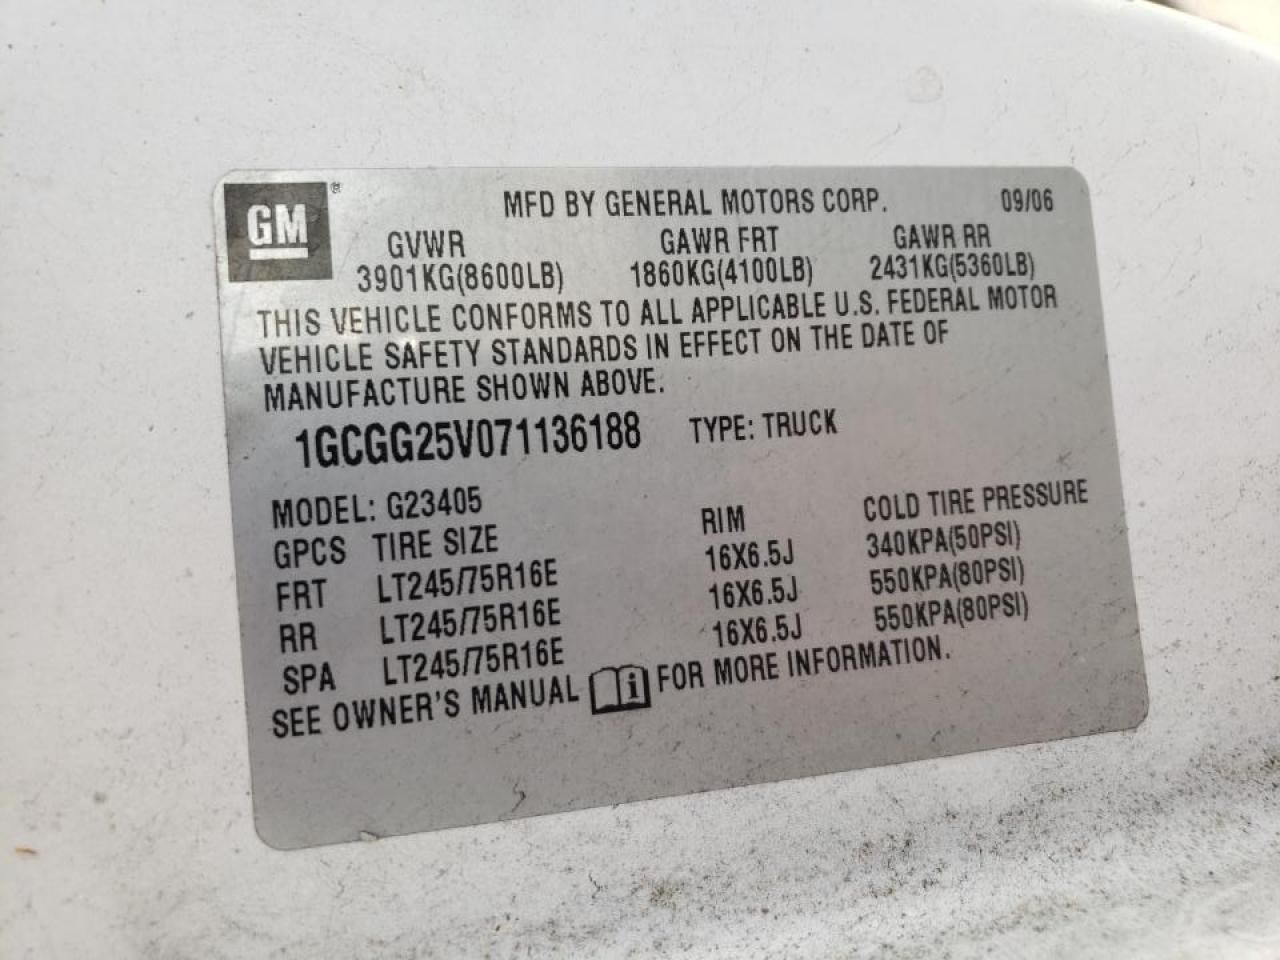 GM®
MFD BY GENERAL MOTORS CORP. 09/06
GVWR GAWR FRT GAWR RR
3901KG(8600LB) 1860KG(4100LB) 2431KG(5360LB)
THIS VEHICLE CONFORMS TO ALL APPLICABLE U.S. FEDERAL MOTOR
VEHICLE SAFETY STANDARDS IN EFFECT ON THE DATE OF
MANUFACTURE SHOWN ABOVE.
1GCGG25V071136188 TYPE: TRUCK
MODEL: G23405
GPCS TIRE SIZE RIM COLD TIRE PRESSURE
FRT LT245/75R16E 16X6.5J 340KPA(50PSI)
RR LT245/75R16E 16X6.5J 550KPA(80PSI)
SPA LT245/75R16E 16X6.5J 550KPA(80PSI)
SEE OWNER'S MANUAL i FOR MORE INFORMATION.